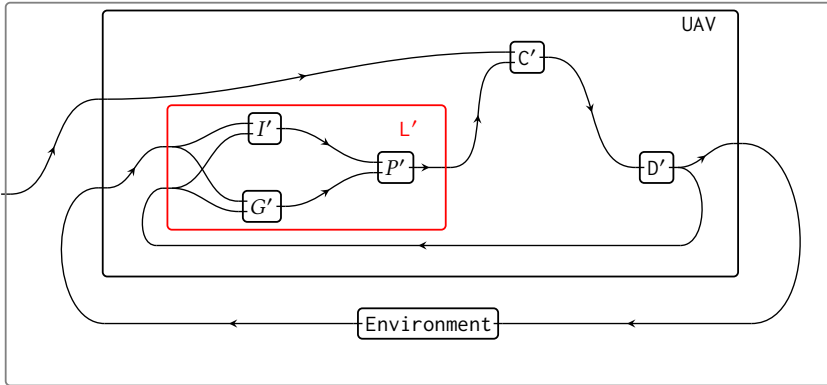 UAV
C′
L′
I′
P′
D′
G′
Environment